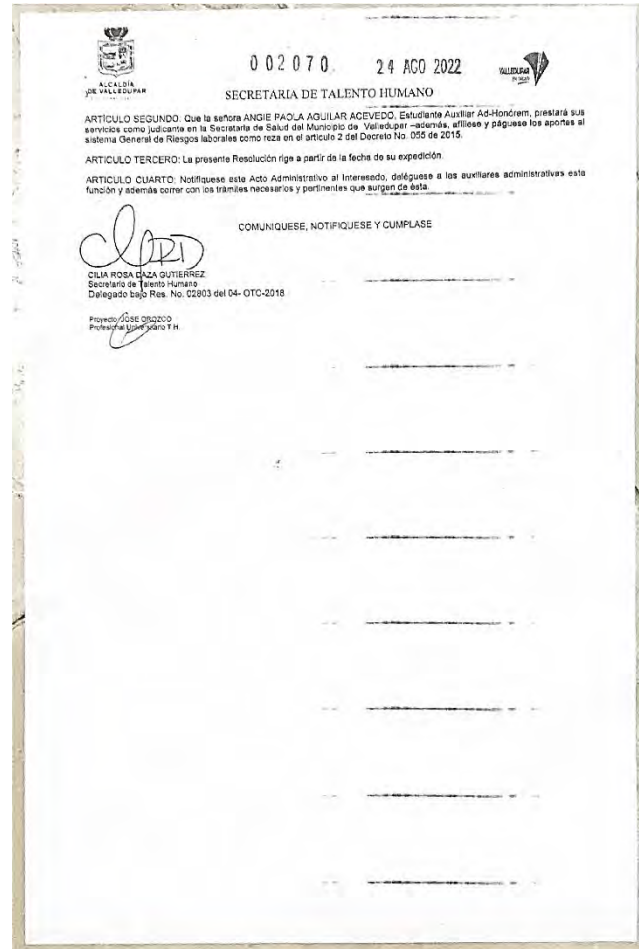 002070 24 AGO 2022
ALCALDÍA
DE VALLEDUPAR
VALLEDUPAR
SECRETARIA DE TALENTO HUMANO
ARTÍCULO SEGUNDO. Que la señora ANGIE PAOLA AGUILAR ACEVEDO, Estudiante Auxiliar Ad-Honórem, prestará sus
servicios como judicante en la Secretaria de Salud del Municipio de Valledupar –además, afíliese y páguese los aportes al
sistema General de Riesgos laborales como reza en el artículo 2 del Decreto No. 055 de 2015.
ARTICULO TERCERO: La presente Resolución rige a partir de la fecha de su expedición.
ARTICULO CUARTO: Notifíquese este Acto Administrativo al Interesado, deléguese a los auxiliares administrativas esta
función y además correr con los trámites necesarios y pertinentes que surgen de ésta.
COMUNIQUESE, NOTIFIQUESE Y CUMPLASE
CILIA ROSA DAZA GUTIERREZ
Secretario de Talento Humano
Delegado bajo Res. No. 02803 del 04- OTC-2018
Proyecto JOSE OROZCO
Profesional Universitario T.H.